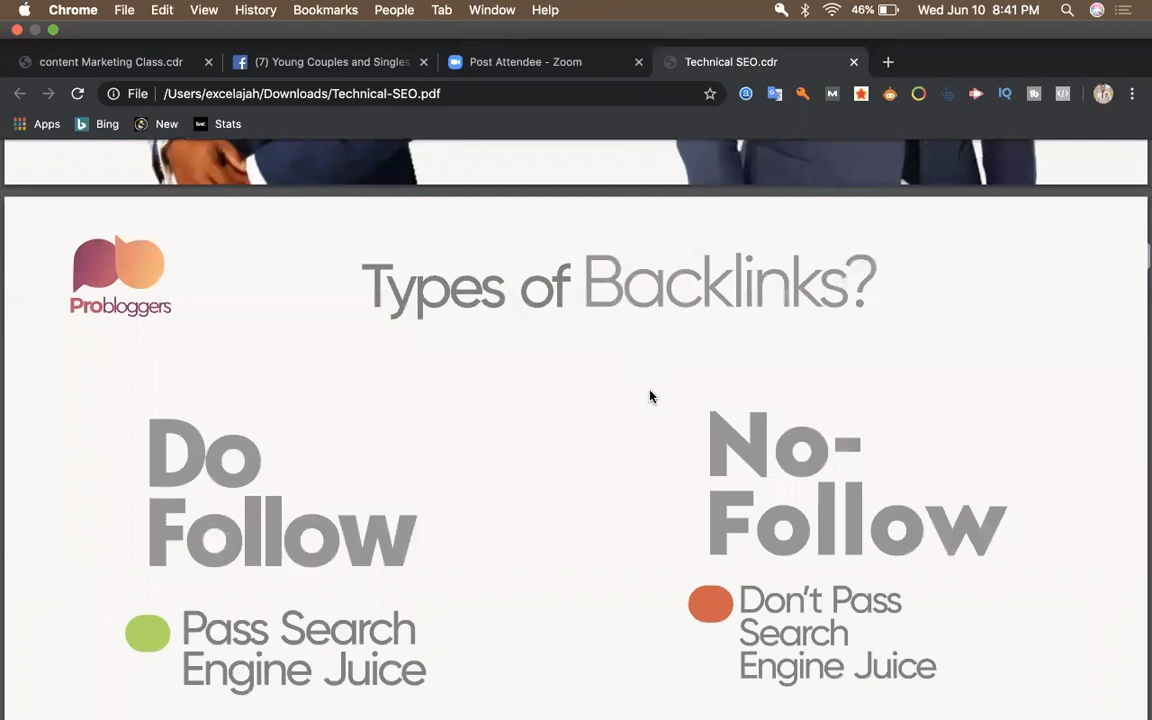 Chrome File Edit View History Bookmarks People Tab Window Help 46% Wed Jun 10 8:41 PM
content Marketing Class.cdr (7) Young Couples and Singles Post Attendee - Zoom Technical SEO.cdr
File /Users/excelajah/Downloads/Technical-SEO.pdf
Apps Bing New Stats
Probloggers
Types of Backlinks?
Do
Follow
Pass Search
Engine Juice
No-
Follow
Don't Pass
Search
Engine Juice